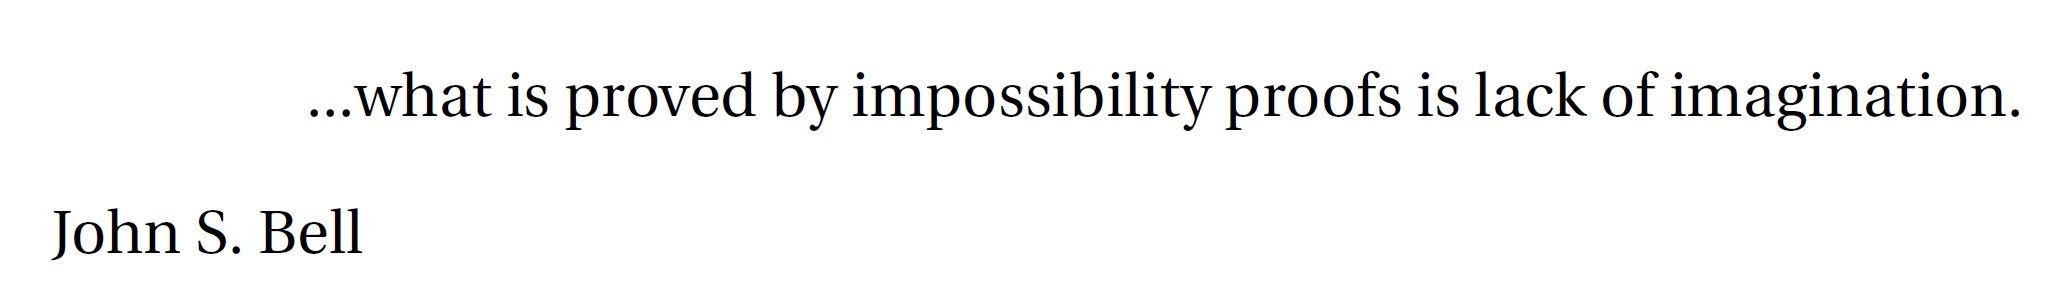 ...what is proved by impossibility proofs is lack of imagination.
John S. Bell